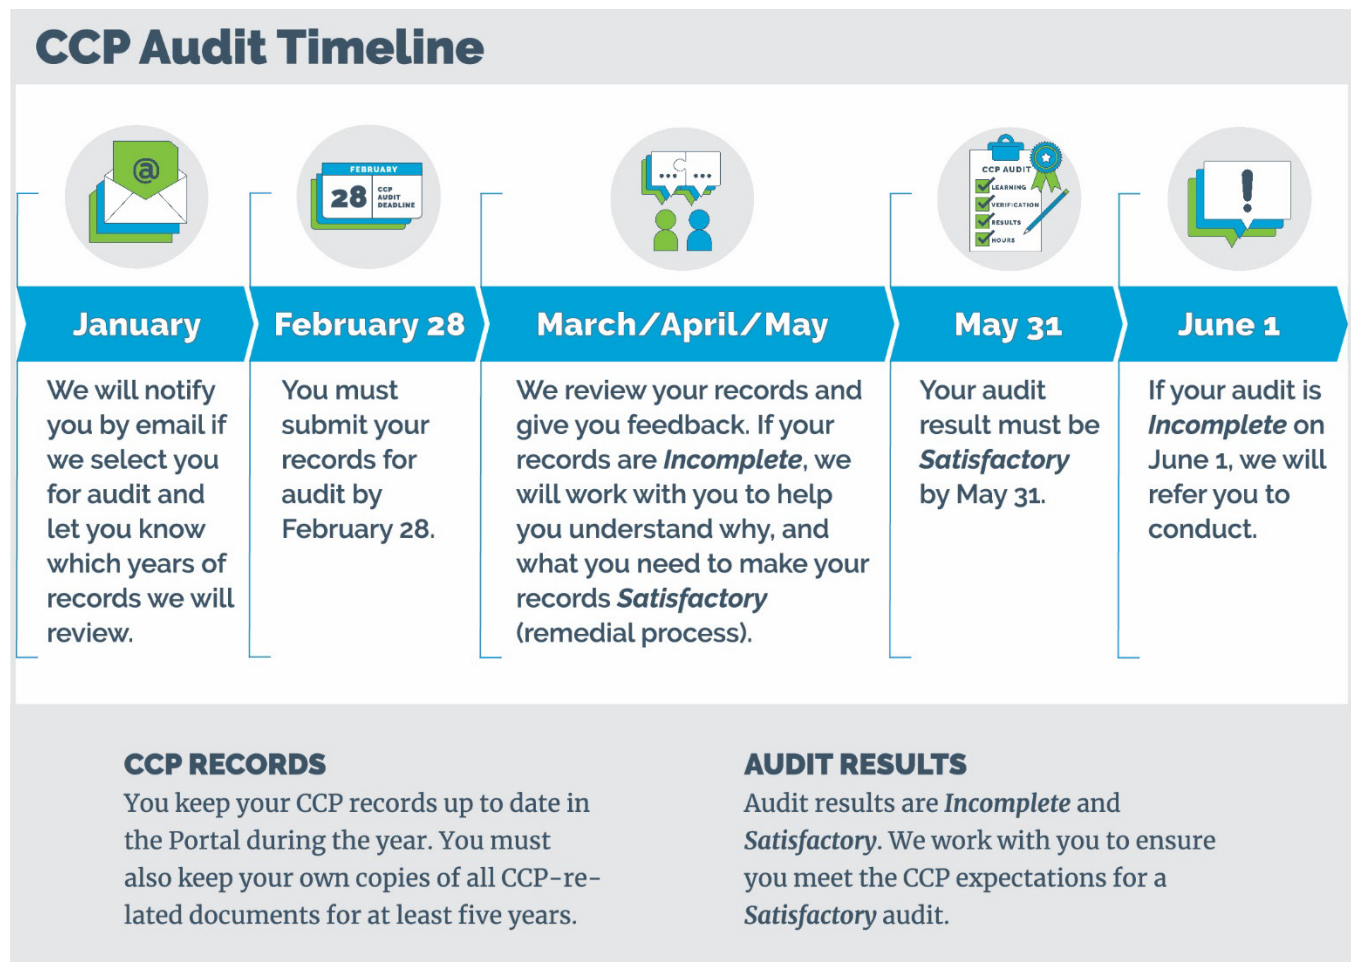 CCP Audit Timeline
@
FEBRUARY
28
CCP
AUDIT
DEADLINE
...
...
CCP AUDIT
LEARNING
VERIFICATION
RESULTS
HOURS
!
January
February 28
March/April/May
May 31
June 1
We will notify
you by email if
we select you
for audit and
let you know
which years of
records we will
review.
You must
submit your
records for
audit by
February 28.
We review your records and
give you feedback. If your
records are Incomplete, we
will work with you to help
you understand why, and
what you need to make your
records Satisfactory
(remedial process).
Your audit
result must be
Satisfactory
by May 31.
If your audit is
Incomplete on
June 1, we will
refer you to
conduct.
CCP RECORDS
You keep your CCP records up to date in
the Portal during the year. You must
also keep your own copies of all CCP-re-
lated documents for at least five years.
AUDIT RESULTS
Audit results are Incomplete and
Satisfactory. We work with you to ensure
you meet the CCP expectations for a
Satisfactory audit.